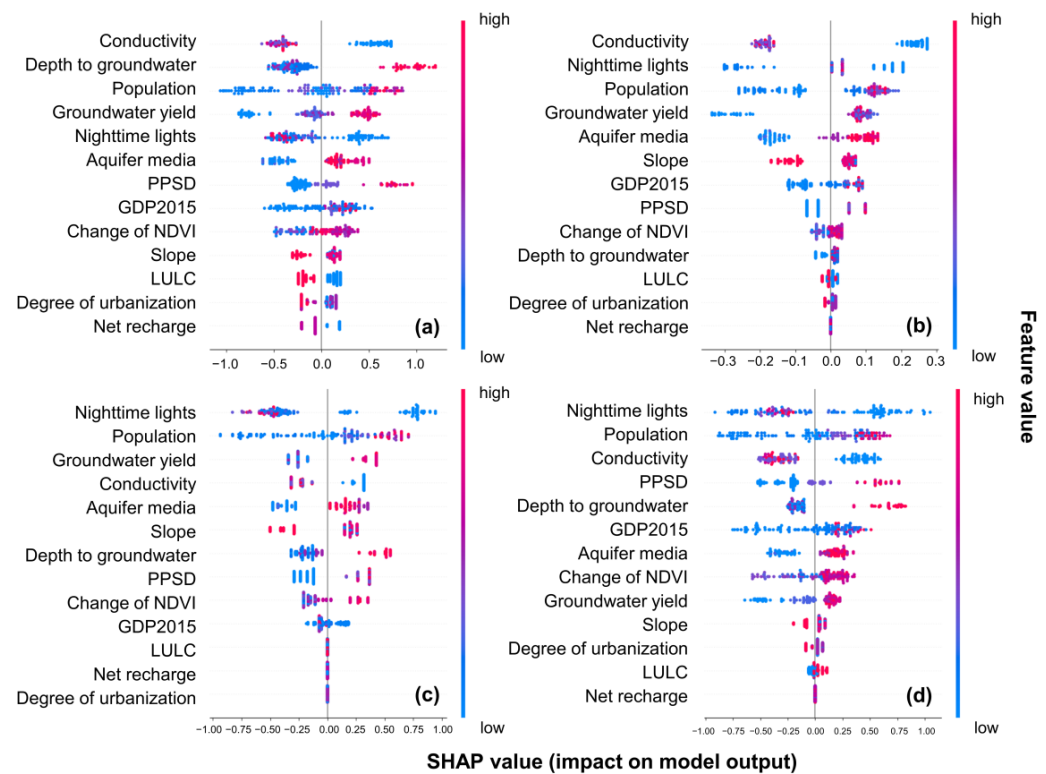 high
Conductivity
Depth to groundwater
Population
Groundwater yield
Nighttime lights
Aquifer media
PPSD
GDP2015
Change of NDVI
Slope
LULC
Degree of urbanization
Net recharge
(a)
low
−1.0 −0.5 0.0 0.5 1.0
high
Conductivity
Nighttime lights
Population
Groundwater yield
Aquifer media
Slope
GDP2015
PPSD
Change of NDVI
Depth to groundwater
LULC
Degree of urbanization
Net recharge
(b)
low
−0.3 −0.2 −0.1 0.0 0.1 0.2 0.3
high
Nighttime lights
Population
Groundwater yield
Conductivity
Aquifer media
Slope
Depth to groundwater
PPSD
Change of NDVI
GDP2015
LULC
Net recharge
Degree of urbanization
(c)
low
−1.00 −0.75 −0.50 −0.25 0.00 0.25 0.50 0.75 1.00
high
Nighttime lights
Population
Conductivity
PPSD
Depth to groundwater
GDP2015
Aquifer media
Change of NDVI
Groundwater yield
Slope
Degree of urbanization
LULC
Net recharge
(d)
low
−1.00 −0.75 −0.50 −0.25 0.00 0.25 0.50 0.75 1.00
Feature value
SHAP value (impact on model output)